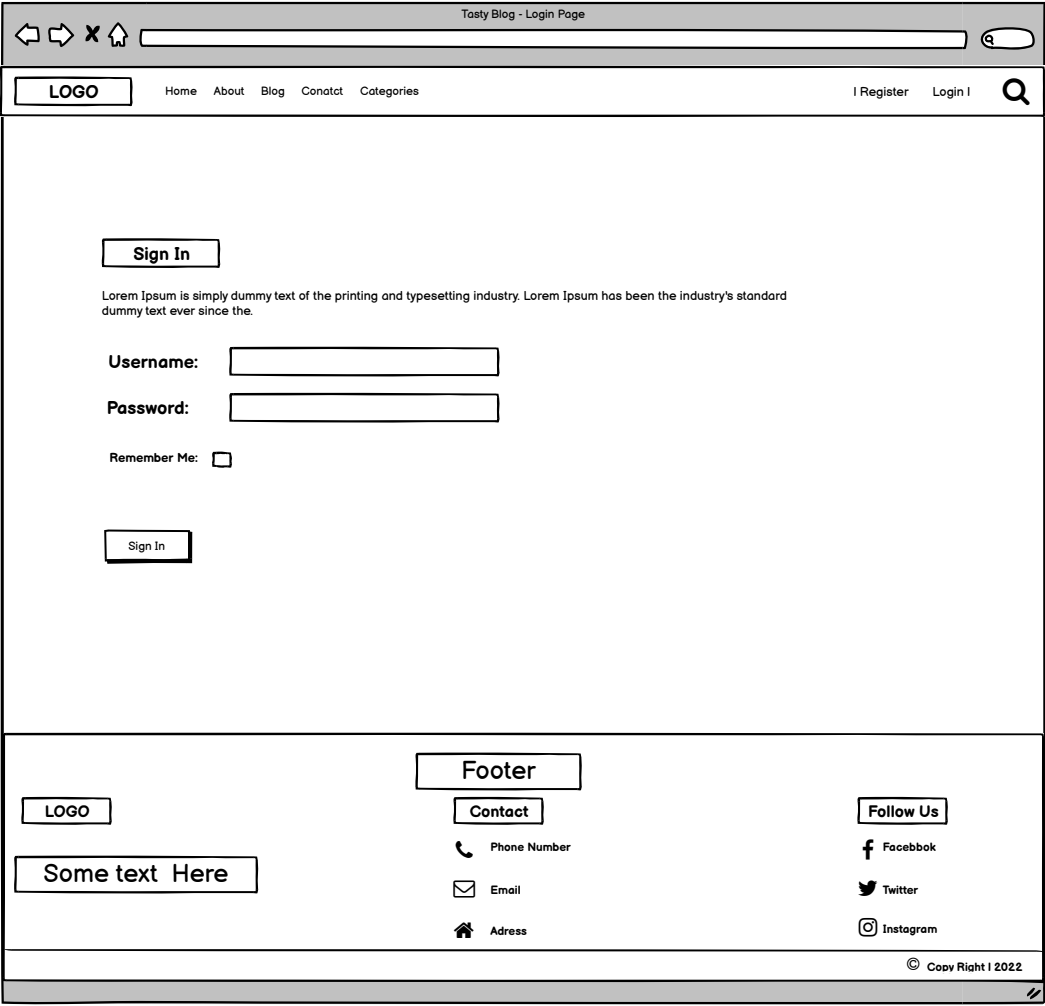 Tasty Blog - Login Page
LOGO Home About Blog Conatct Categories I Register Login I
Sign In
Lorem Ipsum is simply dummy text of the printing and typesetting industry. Lorem Ipsum has been the industry's standard
dummy text ever since the.
Username:
Password:
Remember Me:
Sign In
Footer
LOGO Contact Follow Us
Phone Number Facebbok
Some text Here
Email Twitter
Adress Instagram
© Copy Right I 2022